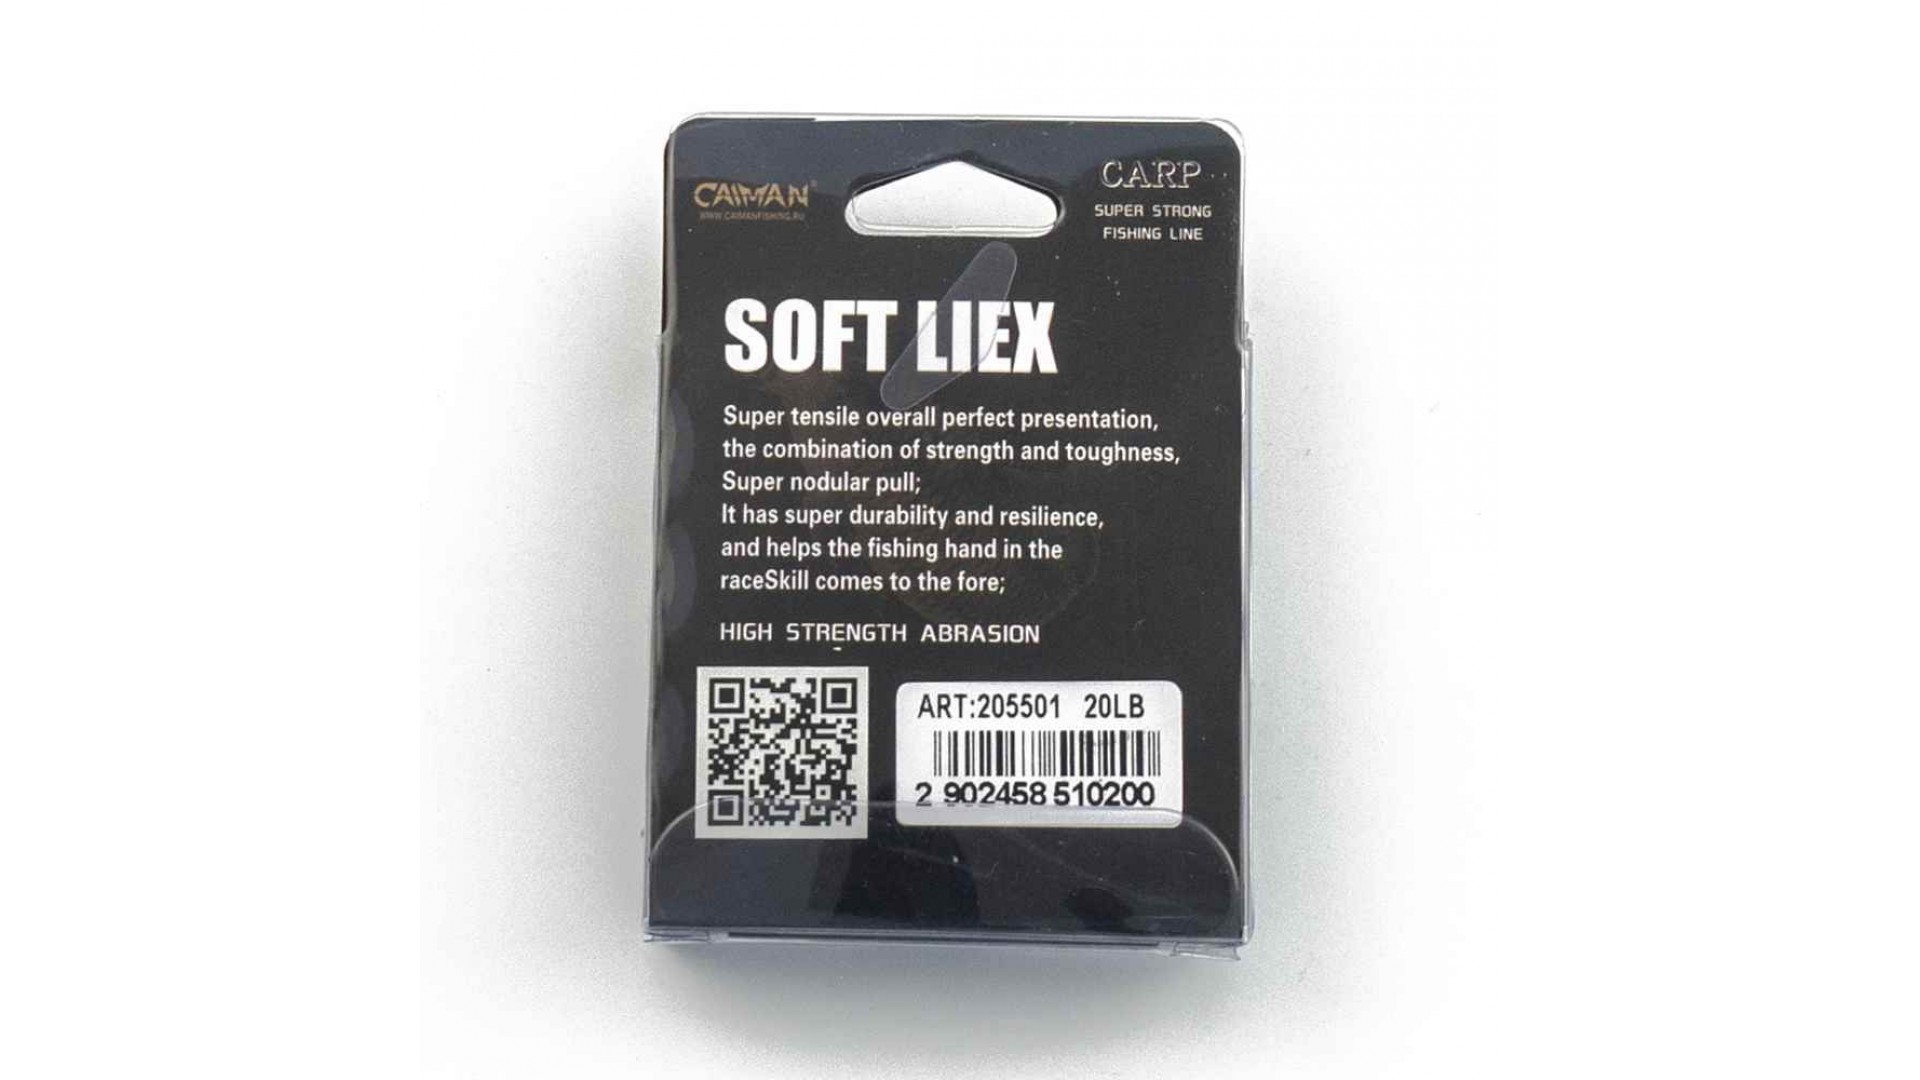 CAIMAN®
WWW.CAIMANFISHING.RU
CARP
SUPER STRONG
FISHING LINE
SOFT LIEX
Super tensile overall perfect presentation,
the combination of strength and toughness,
Super nodular pull;
It has super durability and resilience,
and helps the fishing hand in the
raceSkill comes to the fore;
HIGH STRENGTH ABRASION
ART:205501 20LB
2 902458 510200